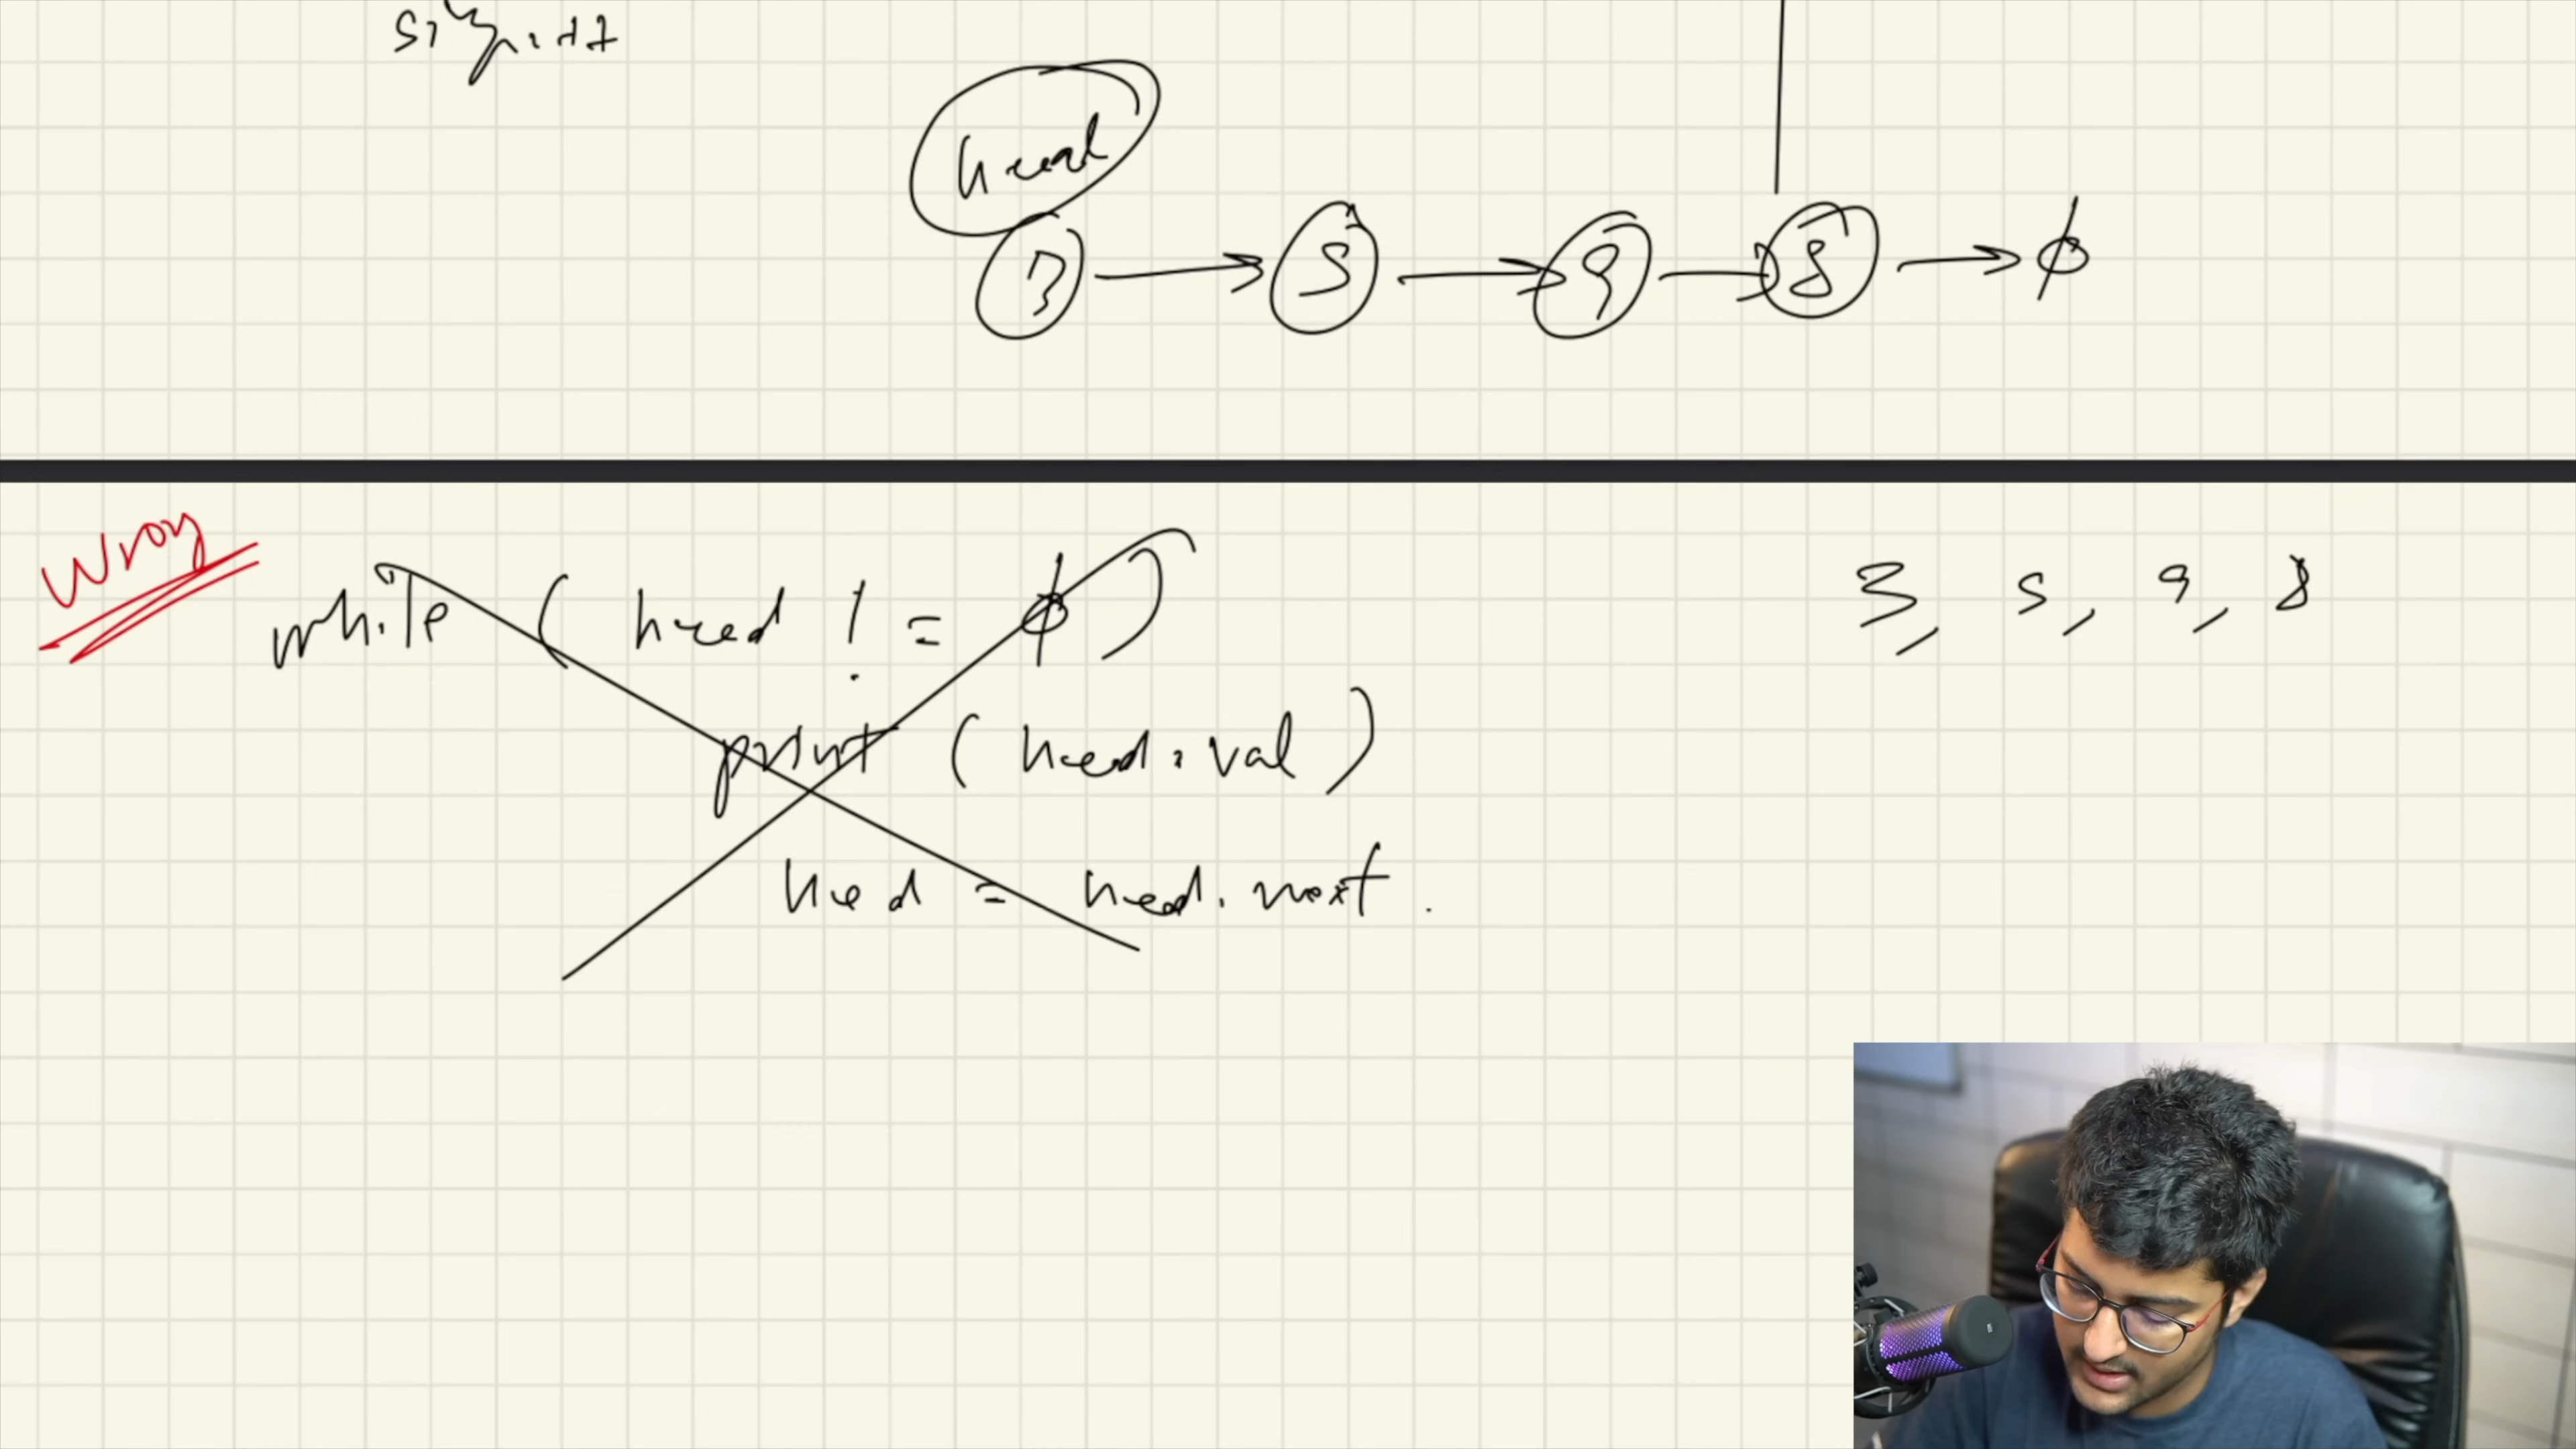 head
3 → 5 → 9 → 8 → ϕ
Wrong
while ( head ! = ϕ )
3, 5, 9, 8
print ( head.val )
head = head.next.